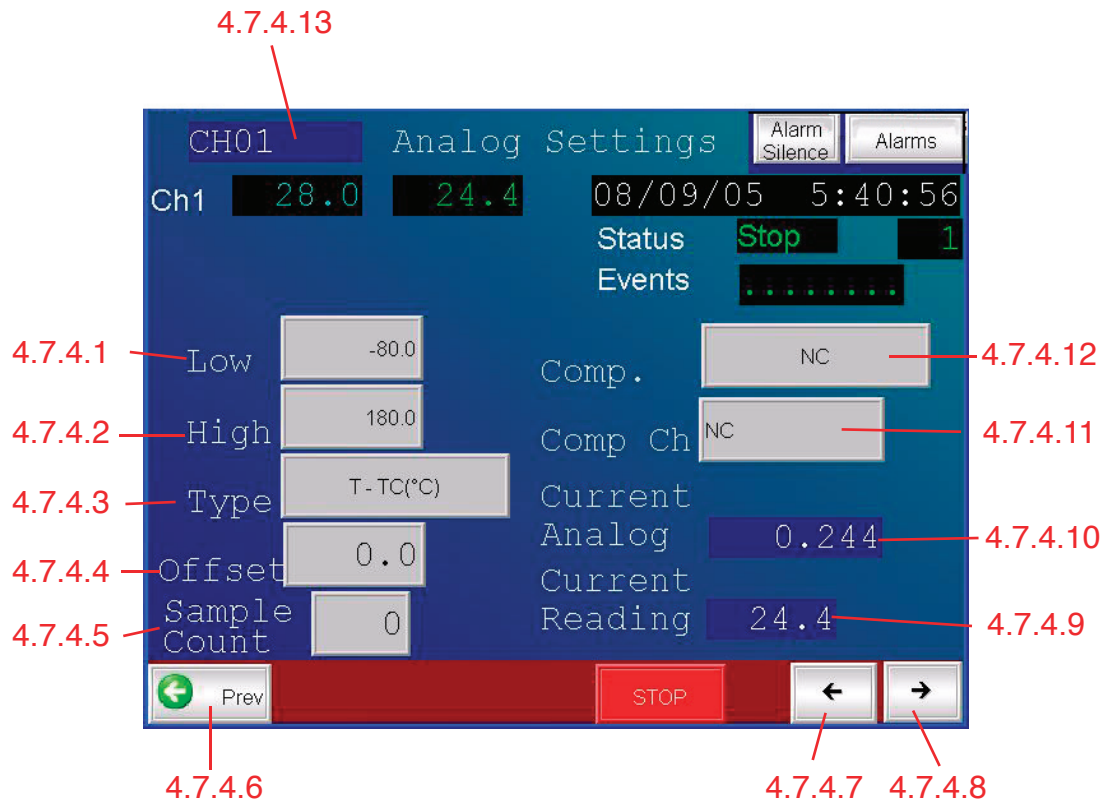 4.7.4.13
CH01 Analog Settings Alarm Silence Alarms
Ch1 28.0 24.4 08/09/05 5:40:56
Status Stop 1
Events ........
4.7.4.1 Low -80.0 Comp. NC 4.7.4.12
4.7.4.2 High 180.0 Comp Ch NC 4.7.4.11
4.7.4.3 Type T-TC(°C) Current
4.7.4.4 Offset 0.0 Analog 0.244 4.7.4.10
4.7.4.5 Sample Count 0 Current Reading 24.4 4.7.4.9
Prev STOP ← →
4.7.4.6 4.7.4.7 4.7.4.8